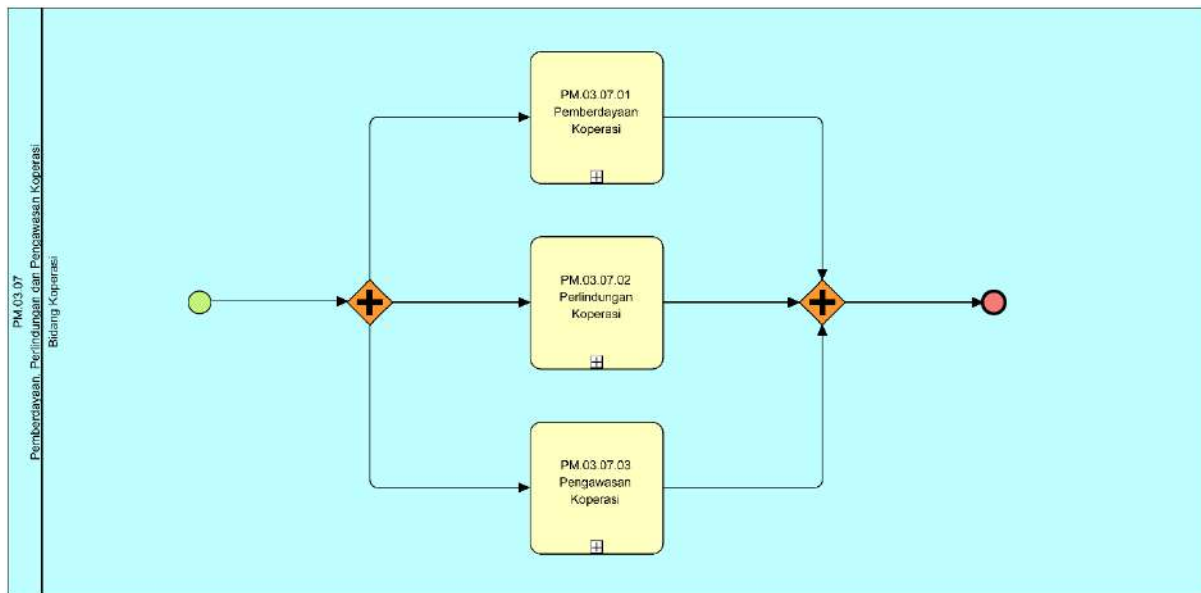 PM.03.07
Pemberdayaan, Perlindungan dan Pengawasan Koperasi
Bidang Koperasi
PM.03.07.01
Pemberdayaan
Koperasi
PM.03.07.02
Perlindungan
Koperasi
PM.03.07.03
Pengawasan
Koperasi